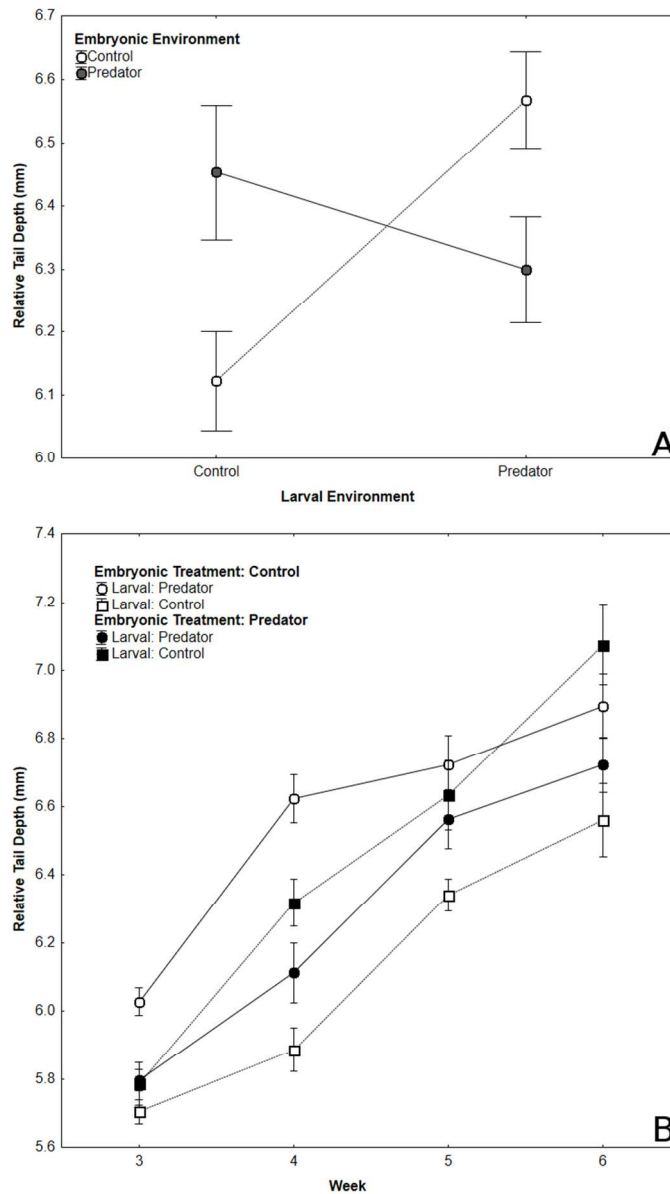 6.7
Embryonic Environment
Control
Predator
6.6
6.5
6.4
6.3
6.2
6.1
6.0
Relative Tail Depth (mm)
Control
Predator
Larval Environment
A
7.4
Embryonic Treatment: Control
Larval: Predator
Larval: Control
Embryonic Treatment: Predator
Larval: Predator
Larval: Control
7.2
7.0
6.8
6.6
6.4
6.2
6.0
5.8
5.6
Relative Tail Depth (mm)
3
4
5
6
Week
B